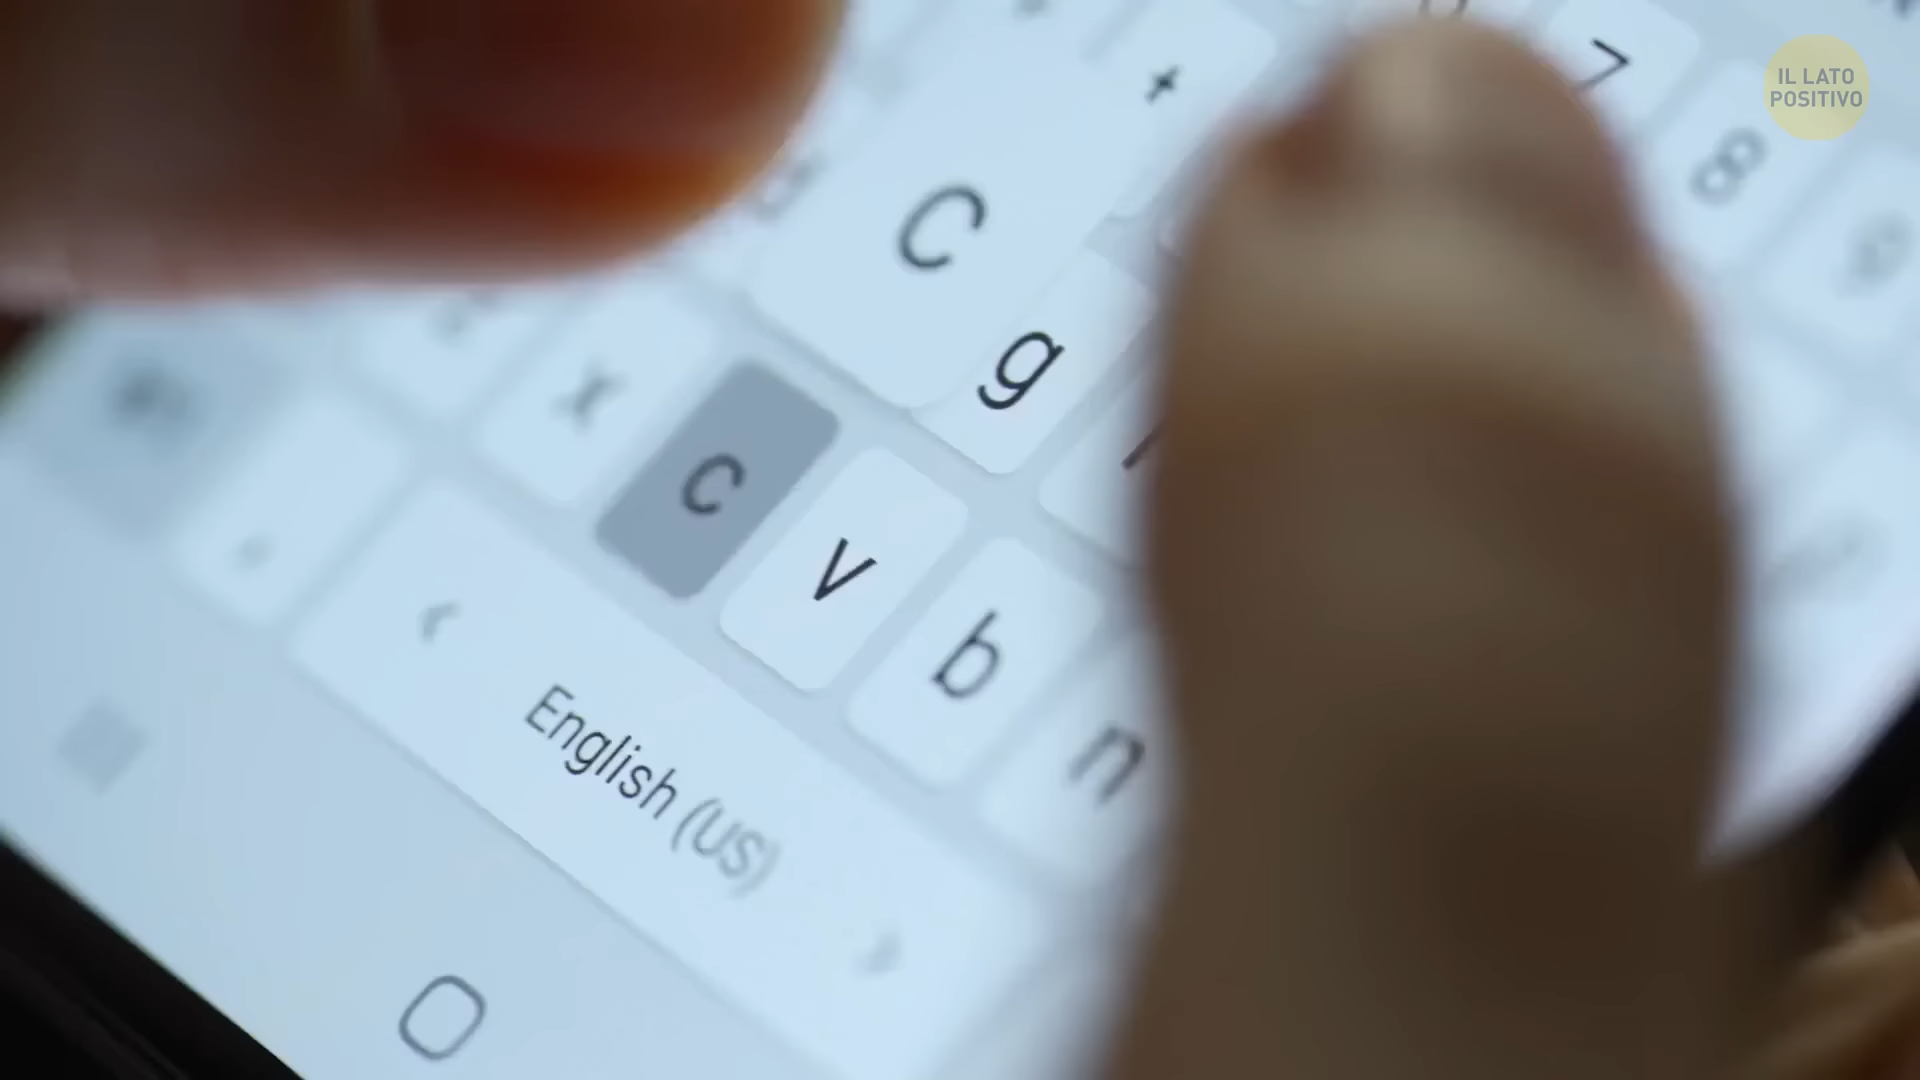 IL LATO
POSITIVO
7
+
8
C
g
x
c
v
b
n
English (US)